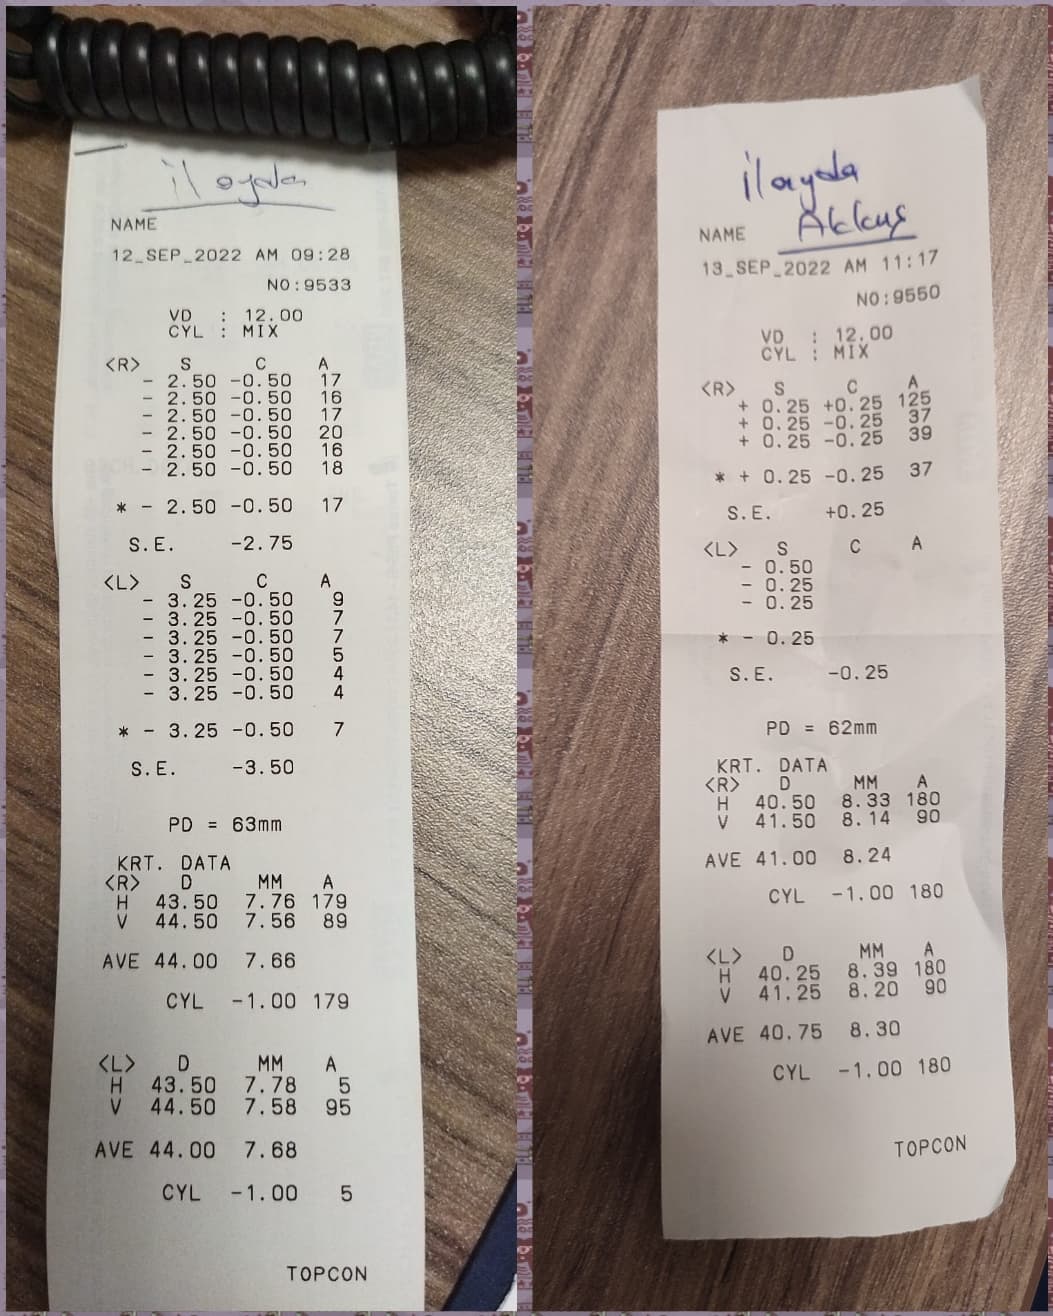 ilayda
NAME
12_SEP_2022 AM 09:28
NO:9533
VD : 12.00
CYL : MIX
<R> S C A
- 2.50 -0.50 17
- 2.50 -0.50 16
- 2.50 -0.50 17
- 2.50 -0.50 20
- 2.50 -0.50 16
- 2.50 -0.50 18
* - 2.50 -0.50 17
S.E. -2.75
<L> S C A
- 3.25 -0.50 9
- 3.25 -0.50 7
- 3.25 -0.50 7
- 3.25 -0.50 5
- 3.25 -0.50 4
- 3.25 -0.50 4
* - 3.25 -0.50 7
S.E. -3.50
PD = 63mm
KRT. DATA
<R> D MM A
H 43.50 7.76 179
V 44.50 7.56 89
AVE 44.00 7.66
CYL -1.00 179
<L> D MM A
H 43.50 7.78 5
V 44.50 7.58 95
AVE 44.00 7.68
CYL -1.00 5
TOPCON
ilayda
Akkuş
NAME
13_SEP_2022 AM 11:17
NO:9550
VD : 12.00
CYL : MIX
<R> S C A
+ 0.25 +0.25 125
+ 0.25 -0.25 37
+ 0.25 -0.25 39
* + 0.25 -0.25 37
S.E. +0.25
<L> S C A
- 0.50
- 0.25
- 0.25
* - 0.25
S.E. -0.25
PD = 62mm
KRT. DATA
<R> D MM A
H 40.50 8.33 180
V 41.50 8.14 90
AVE 41.00 8.24
CYL -1.00 180
<L> D MM A
H 40.25 8.39 180
V 41.25 8.20 90
AVE 40.75 8.30
CYL -1.00 180
TOPCON